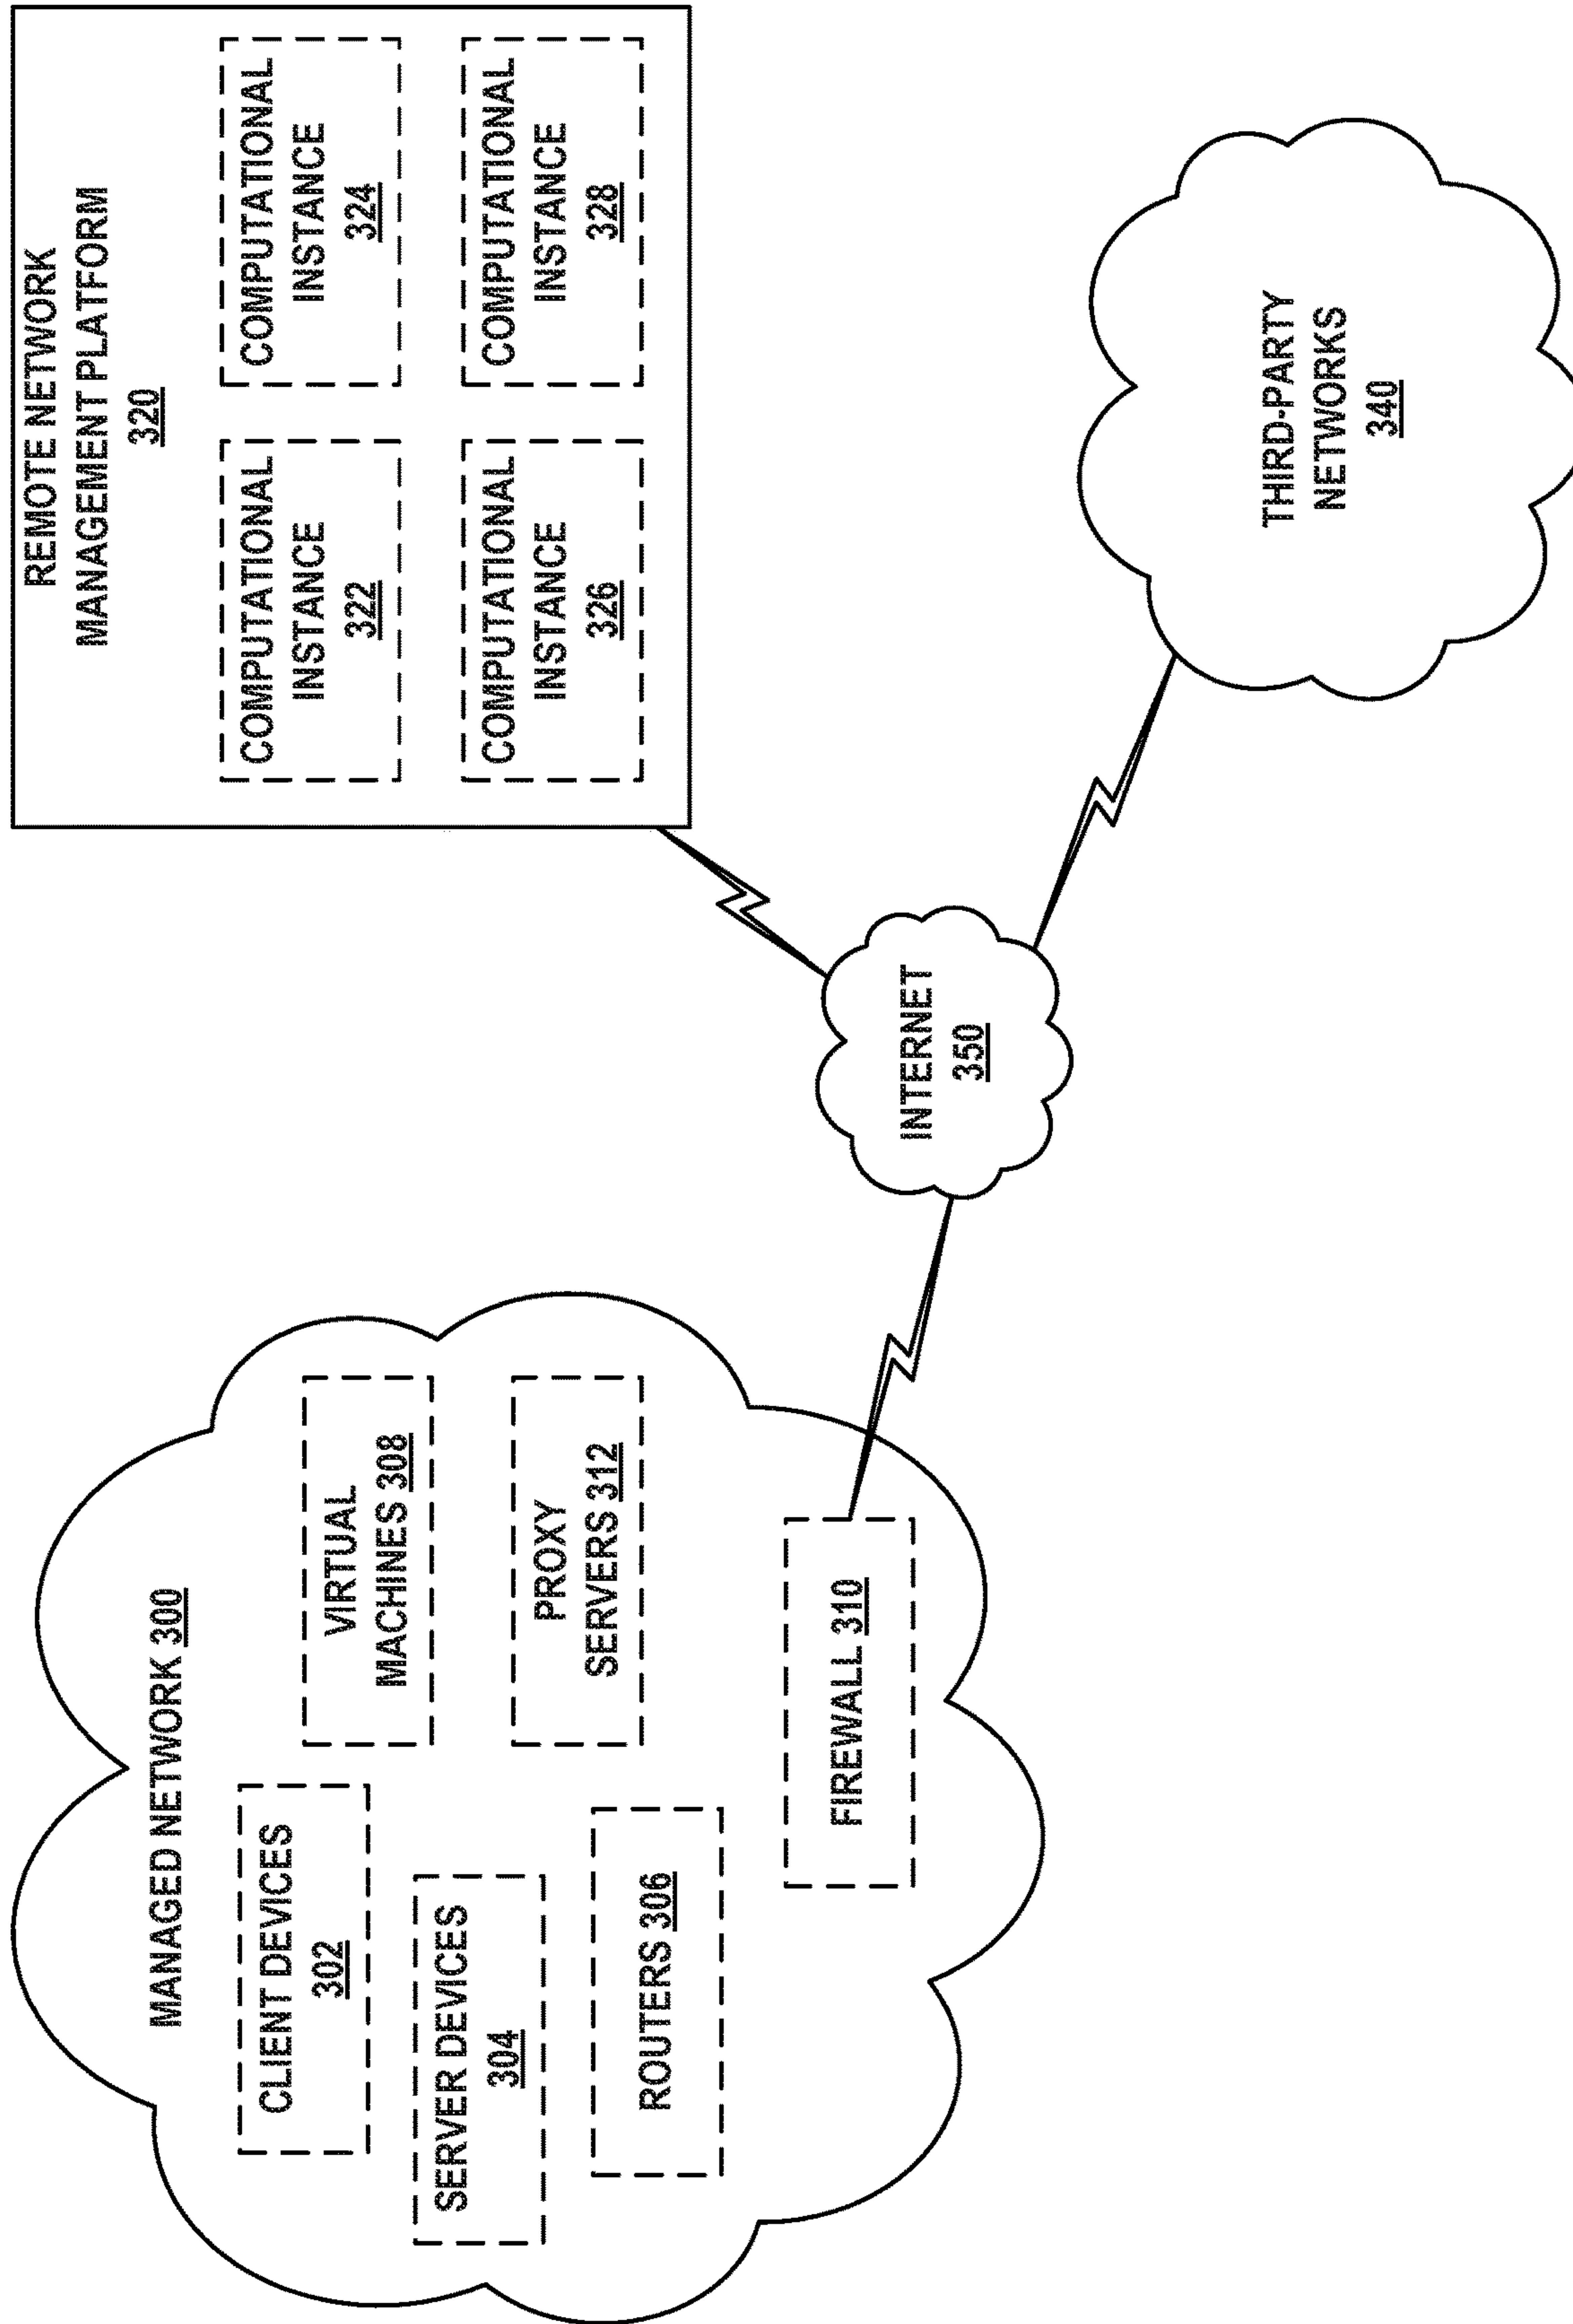 MANAGED NETWORK 300
CLIENT DEVICES
302
SERVER DEVICES
304
ROUTERS 306
VIRTUAL
MACHINES 308
PROXY
SERVERS 312
FIREWALL 310
INTERNET
350
REMOTE NETWORK
MANAGEMENT PLATFORM
320
COMPUTATIONAL
INSTANCE
322
COMPUTATIONAL
INSTANCE
324
COMPUTATIONAL
INSTANCE
326
COMPUTATIONAL
INSTANCE
328
THIRD-PARTY
NETWORKS
340